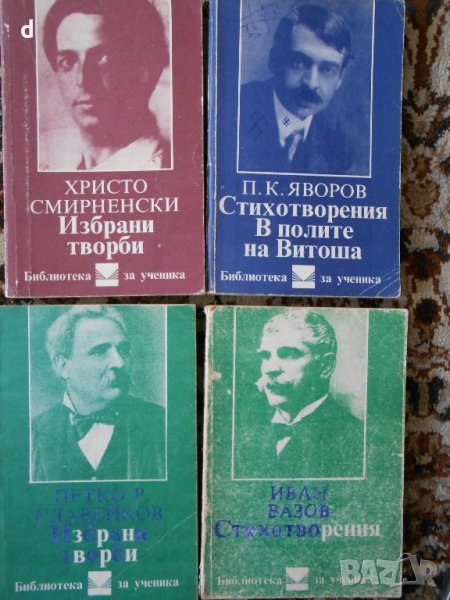 d
ХРИСТО
СМИРНЕНСКИ
Избрани
творби
Библиотека за ученика
П. К. ЯВОРОВ
Стихотворения
В полите
на Витоша
Библиотека за ученика
ПЕТКО Р.
СЛАВЕЙКОВ
Избрани
творби
Библиотека за ученика
ИВАН
ВАЗОВ
Стихотворения
Библиотека за ученика
BAZAR